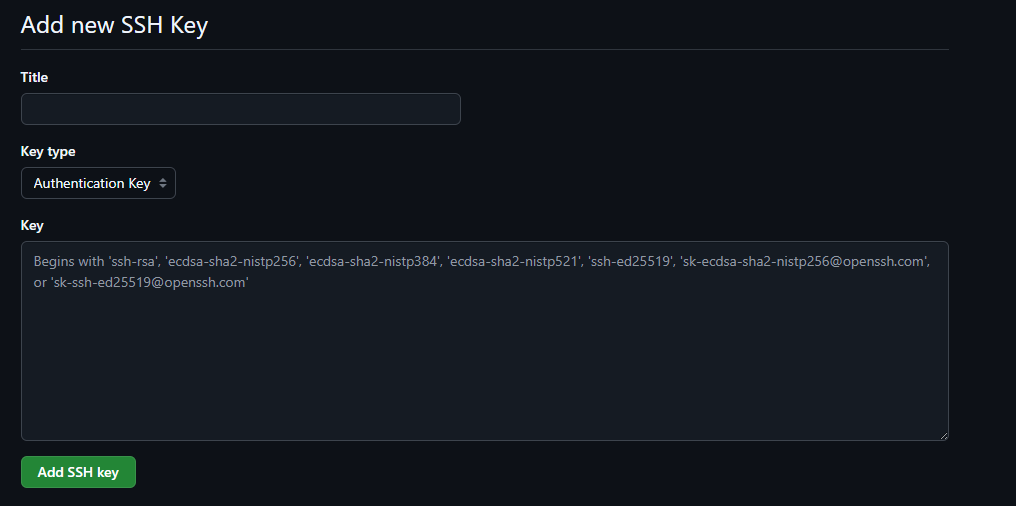 Add new SSH Key
Title
Key type
Authentication Key
Key
Begins with 'ssh-rsa', 'ecdsa-sha2-nistp256', 'ecdsa-sha2-nistp384', 'ecdsa-sha2-nistp521', 'ssh-ed25519', 'sk-ecdsa-sha2-nistp256@openssh.com',
or 'sk-ssh-ed25519@openssh.com'
Add SSH key